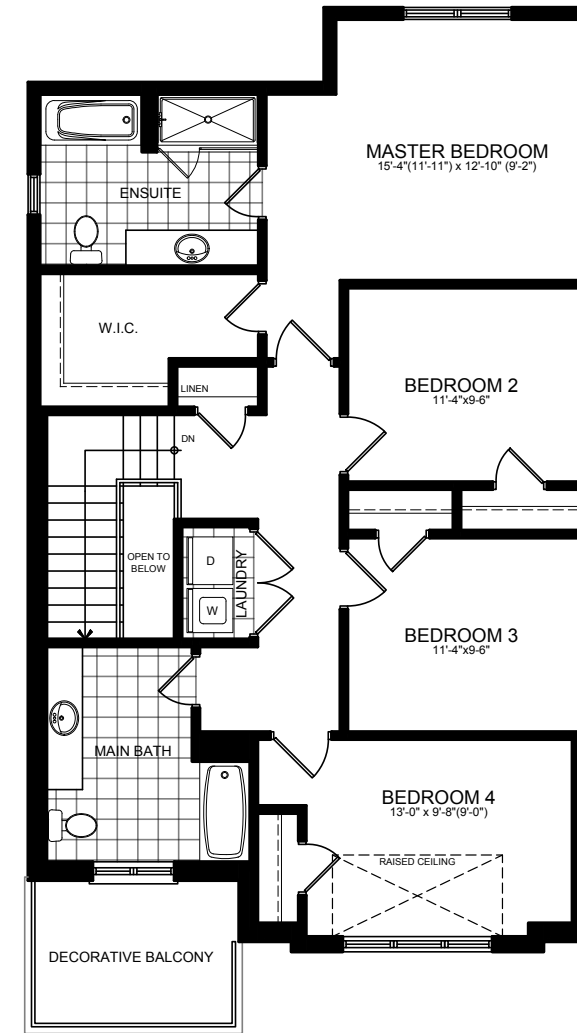 MASTER BEDROOM
15'-4"(11'-11") x 12'-10" (9'-2")
ENSUITE
W.I.C.
BEDROOM 2
11'-4"x9-6"
LINEN
DN
OPEN TO
BELOW
D
W
LAUNDRY
BEDROOM 3
11'-4"x9-6"
MAIN BATH
BEDROOM 4
13'-0" x 9'-8"(9'-0")
RAISED CEILING
DECORATIVE BALCONY